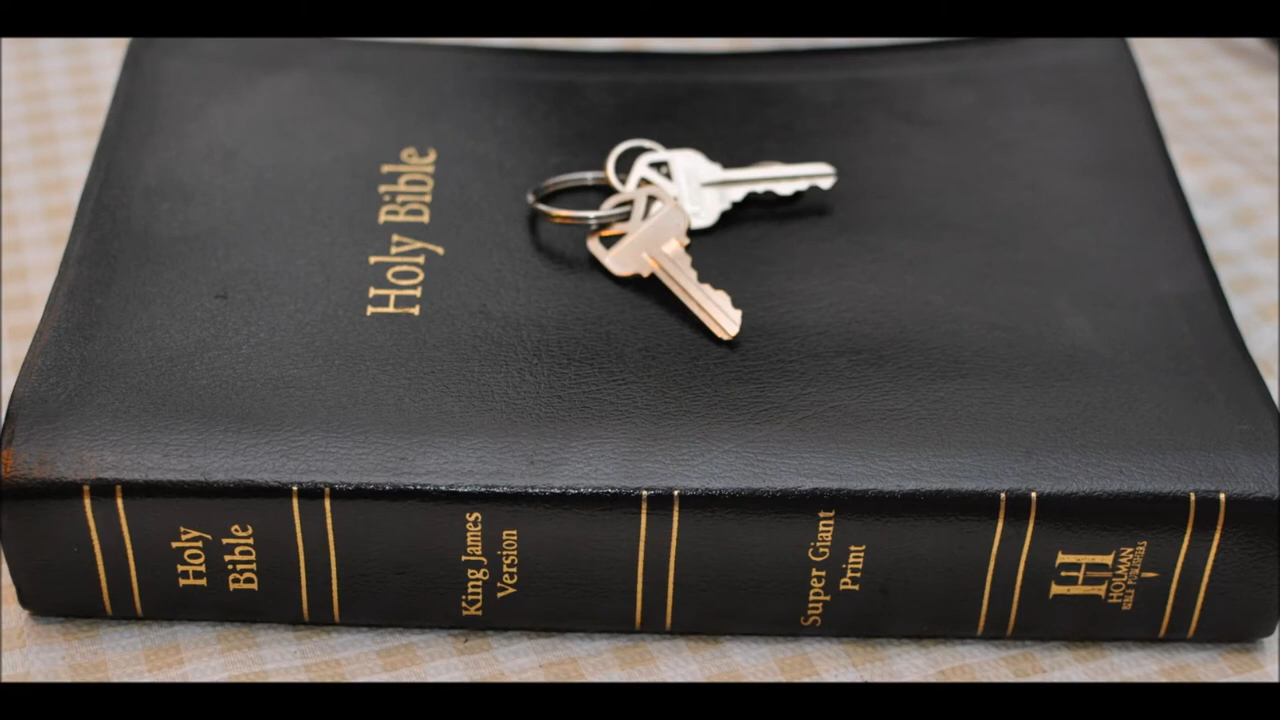 Holy Bible
Holy
Bible
King James
Version
Super Giant
Print
HOLMAN
BIBLE PUBLISHERS